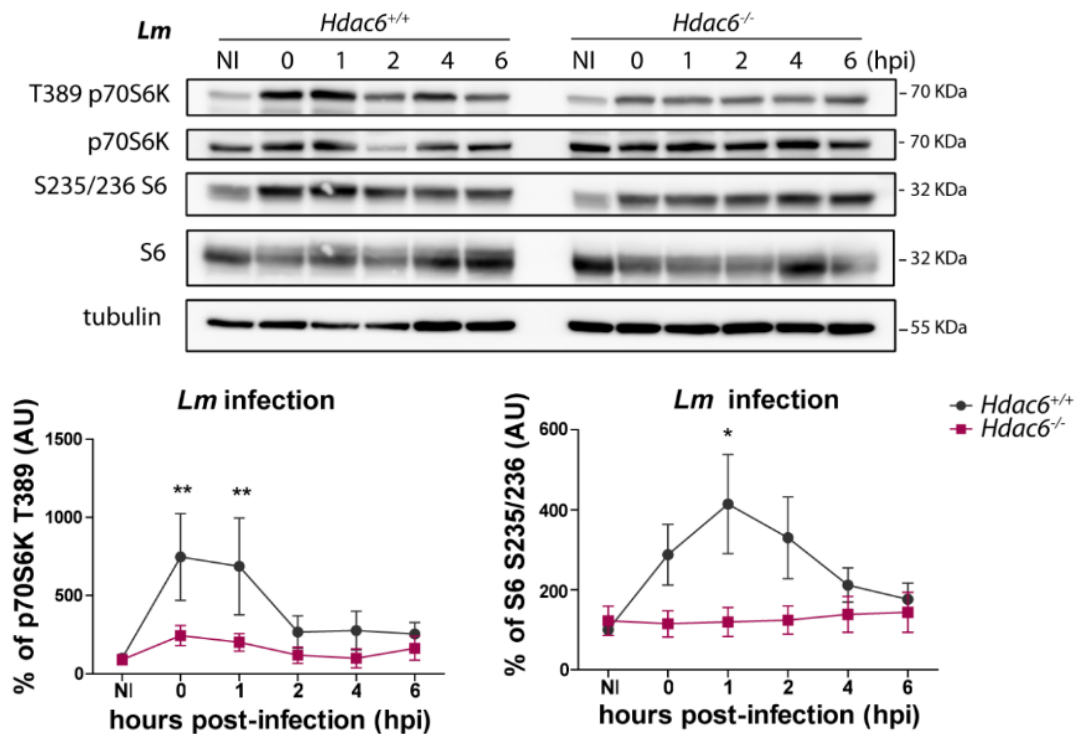 Lm Hdac6+/+ Hdac6-/-
NI 0 1 2 4 6 NI 0 1 2 4 6 (hpi)
T389 p70S6K - 70 KDa
p70S6K - 70 KDa
S235/236 S6 - 32 KDa
S6 - 32 KDa
tubulin - 55 KDa
Lm infection
% of p70S6K T389 (AU)
1500
1000
500
0
** **
NI 0 1 2 4 6
hours post-infection (hpi)
Lm infection
% of S6 S235/236 (AU)
600
400
200
0
*
NI 0 1 2 4 6
hours post-infection (hpi)
Hdac6+/+
Hdac6-/-